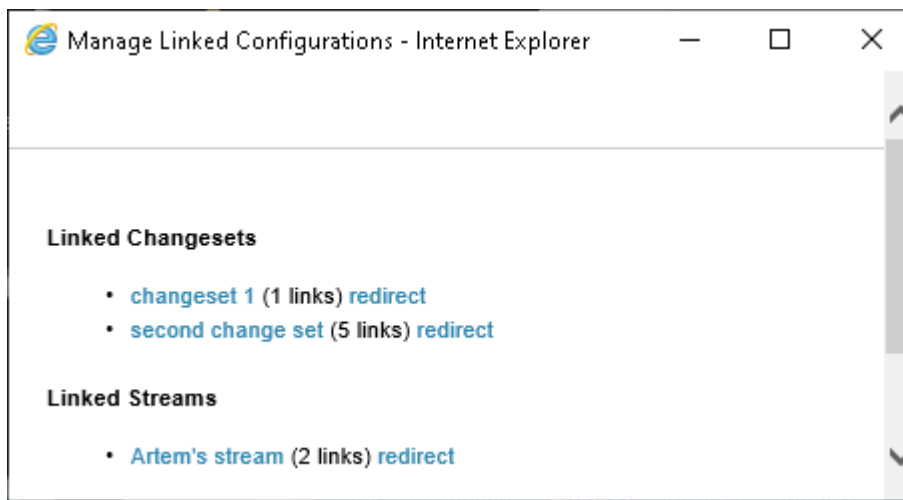 Manage Linked Configurations - Internet Explorer
Linked Changesets
• changeset 1 (1 links) redirect
• second change set (5 links) redirect
Linked Streams
• Artem's stream (2 links) redirect